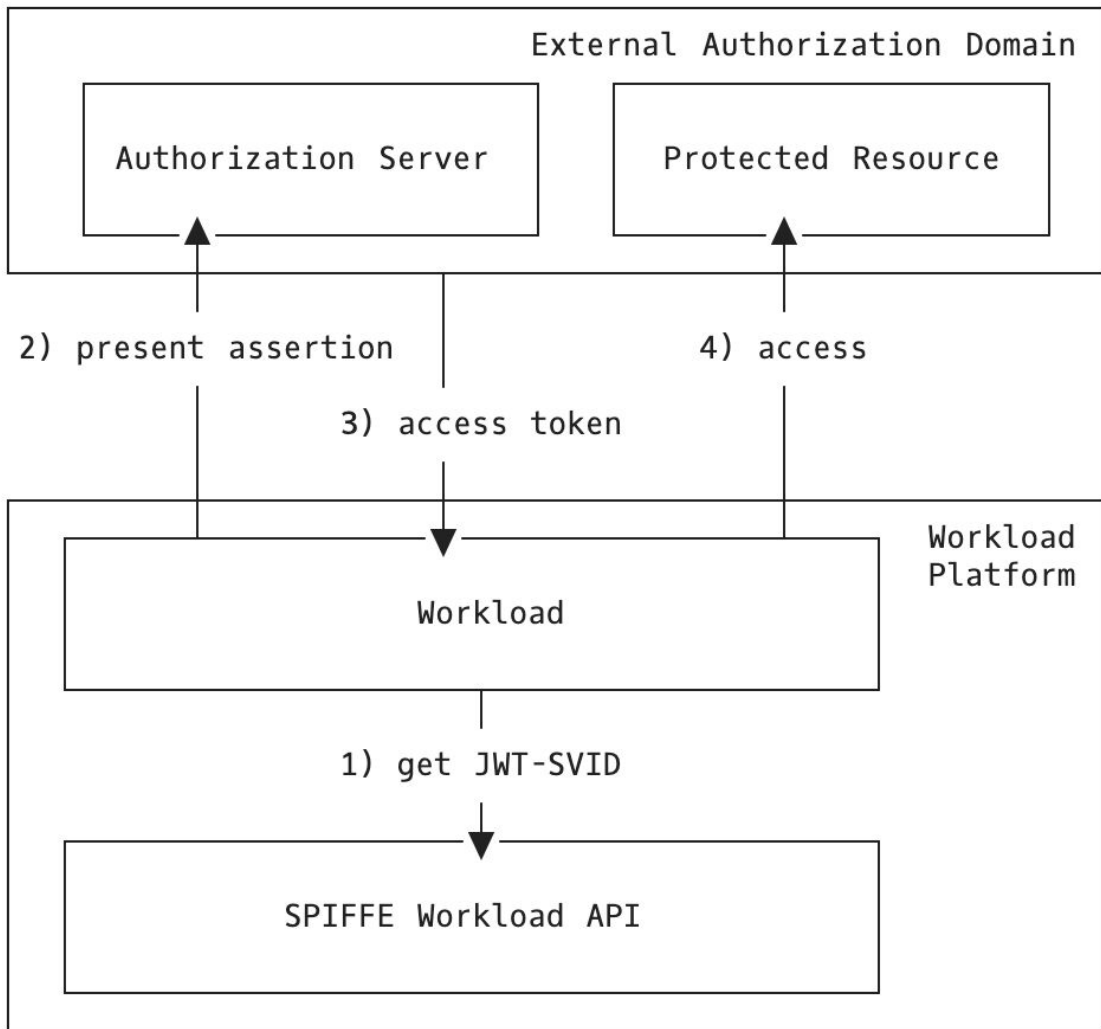 External Authorization Domain
Authorization Server
Protected Resource
2) present assertion
4) access
3) access token
Workload
Platform
Workload
1) get JWT-SVID
SPIFFE Workload API